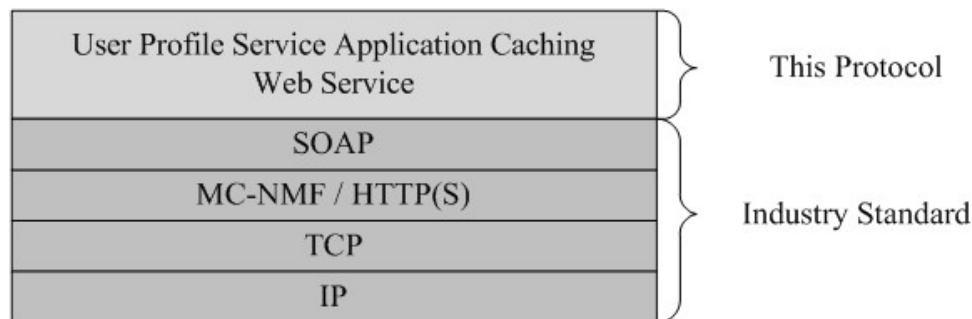 User Profile Service Application Caching
Web Service
This Protocol
SOAP
MC-NMF / HTTP(S)
TCP
IP
Industry Standard